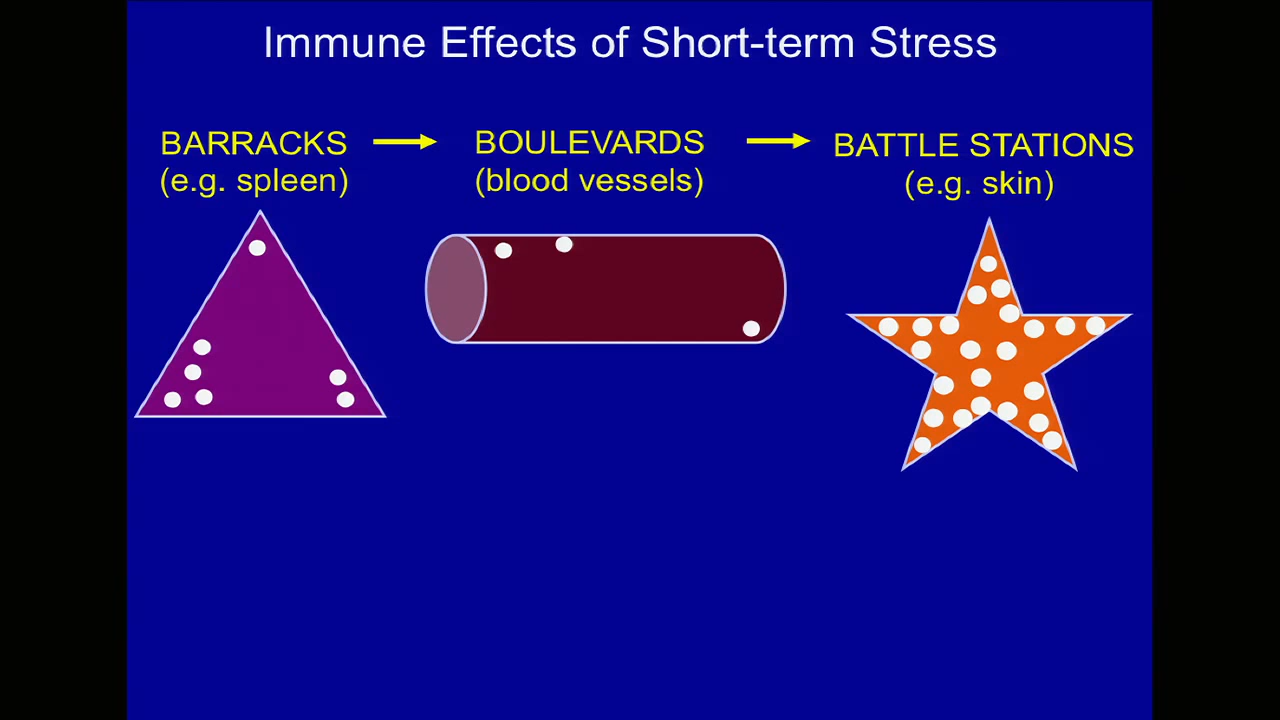 Immune Effects of Short-term Stress
BARRACKS
(e.g. spleen)
BOULEVARDS
(blood vessels)
BATTLE STATIONS
(e.g. skin)